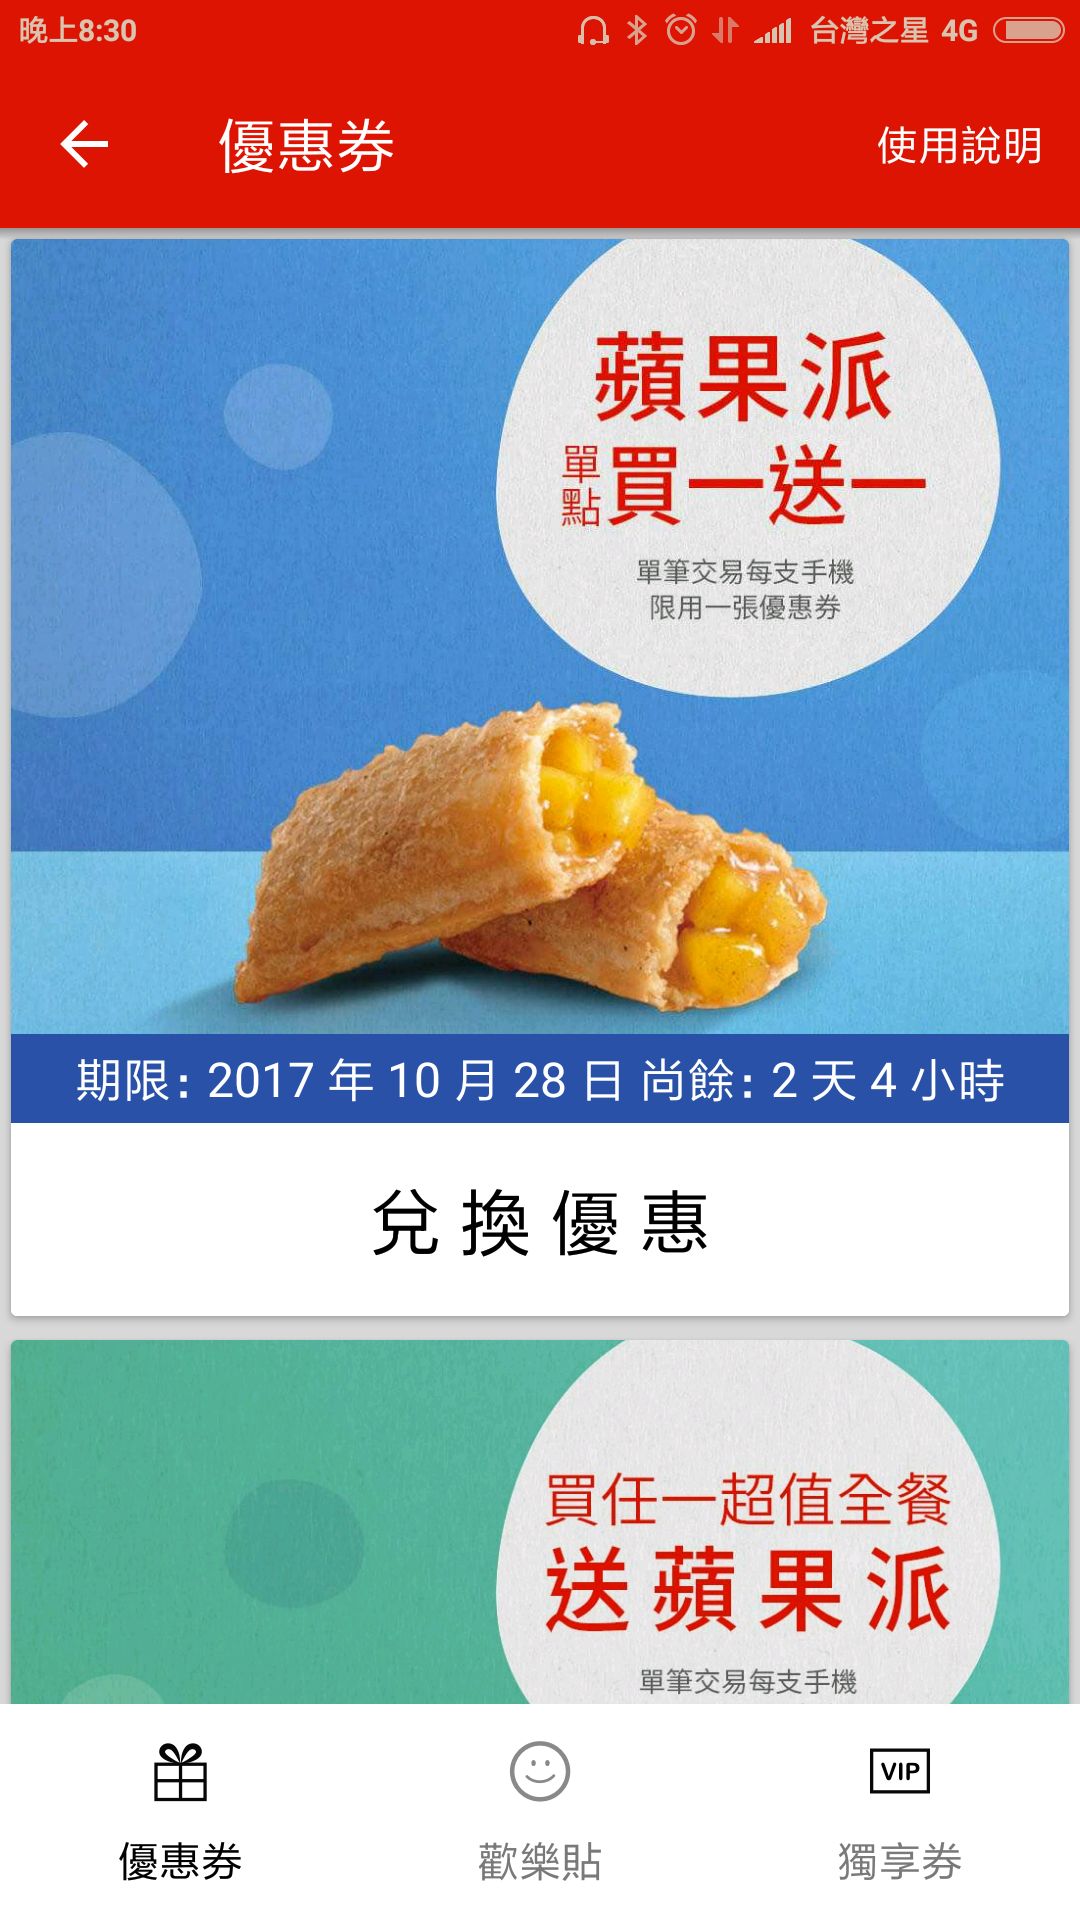 晚上8:30
台灣之星 4G
優惠券
使用說明
蘋果派
單點
買一送一
單筆交易每支手機
限用一張優惠券
期限: 2017 年 10 月 28 日 尚餘: 2 天 4 小時
兌換優惠
買任一超值全餐
送蘋果派
單筆交易每支手機
VIP
優惠券
歡樂貼
獨享券